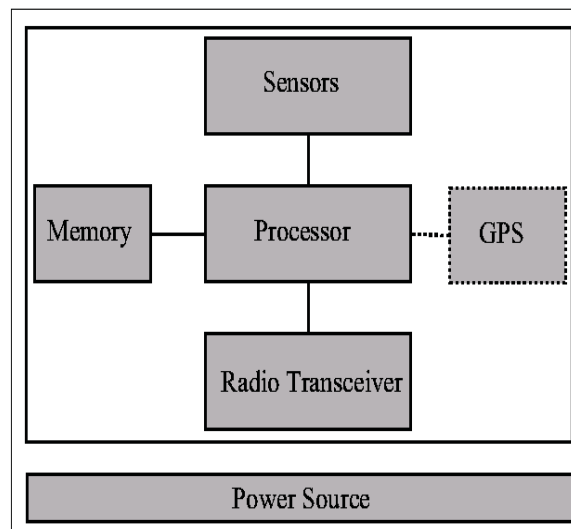 Sensors
Memory
Processor
GPS
Radio Transceiver
Power Source